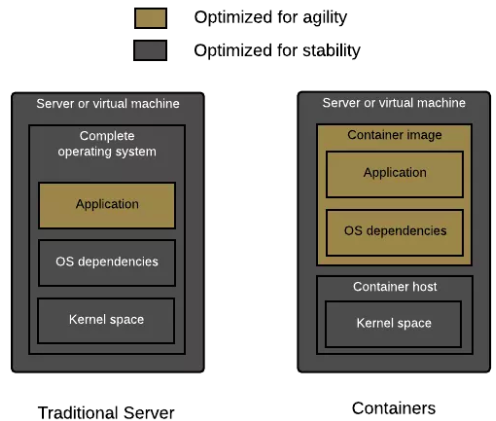 Optimized for agility
Optimized for stability
Server or virtual machine
Complete
operating system
Application
OS dependencies
Kernel space
Traditional Server
Server or virtual machine
Container image
Application
OS dependencies
Container host
Kernel space
Containers